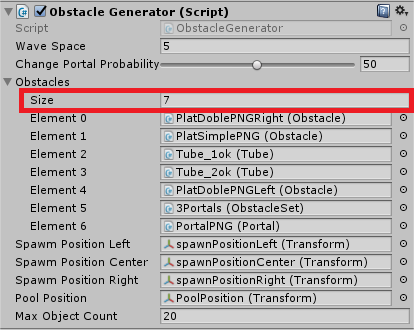 Obstacle Generator (Script)
Script ObstacleGenerator
Wave Space 5
Change Portal Probability 50
Obstacles
Size 7
Element 0 PlatDoblePNGRight (Obstacle)
Element 1 PlatSimplePNG (Obstacle)
Element 2 Tube_1ok (Tube)
Element 3 Tube_2ok (Tube)
Element 4 PlatDoblePNGLeft (Obstacle)
Element 5 3Portals (ObstacleSet)
Element 6 PortalPNG (Portal)
Spawm Position Left spawnPositionLeft (Transform)
Spawm Position Center spawnPositionCenter (Transform)
Spawm Position Right spawnPositionRight (Transform)
Pool Position PoolPosition (Transform)
Max Object Count 20